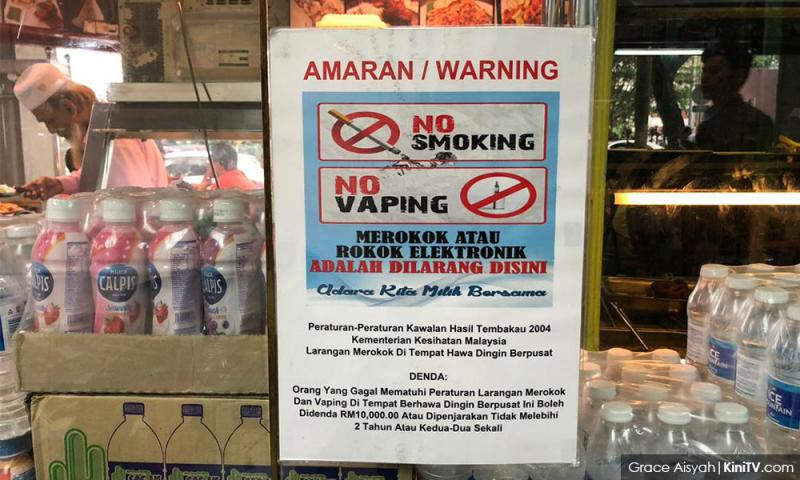 AMARAN / WARNING
NO
SMOKING
NO
VAPING
MEROKOK ATAU
ROKOK ELEKTRONIK
ADALAH DILARANG DISINI
Udara Kita Milik Bersama
Peraturan-Peraturan Kawalan Hasil Tembakau 2004
Kementerian Kesihatan Malaysia
Larangan Merokok Di Tempat Hawa Dingin Berpusat
DENDA:
Orang Yang Gagal Mematuhi Peraturan Larangan Merokok
Dan Vaping Di Tempat Berhawa Dingin Berpusat Ini Boleh
Didenda RM10,000.00 Atau Dipenjarakan Tidak Melebihi
2 Tahun Atau Kedua-Dua Sekali
CALPIS
CALPIS
ICE
MOUNTAIN
ICE
Grace Aisyah | KiniTV.com